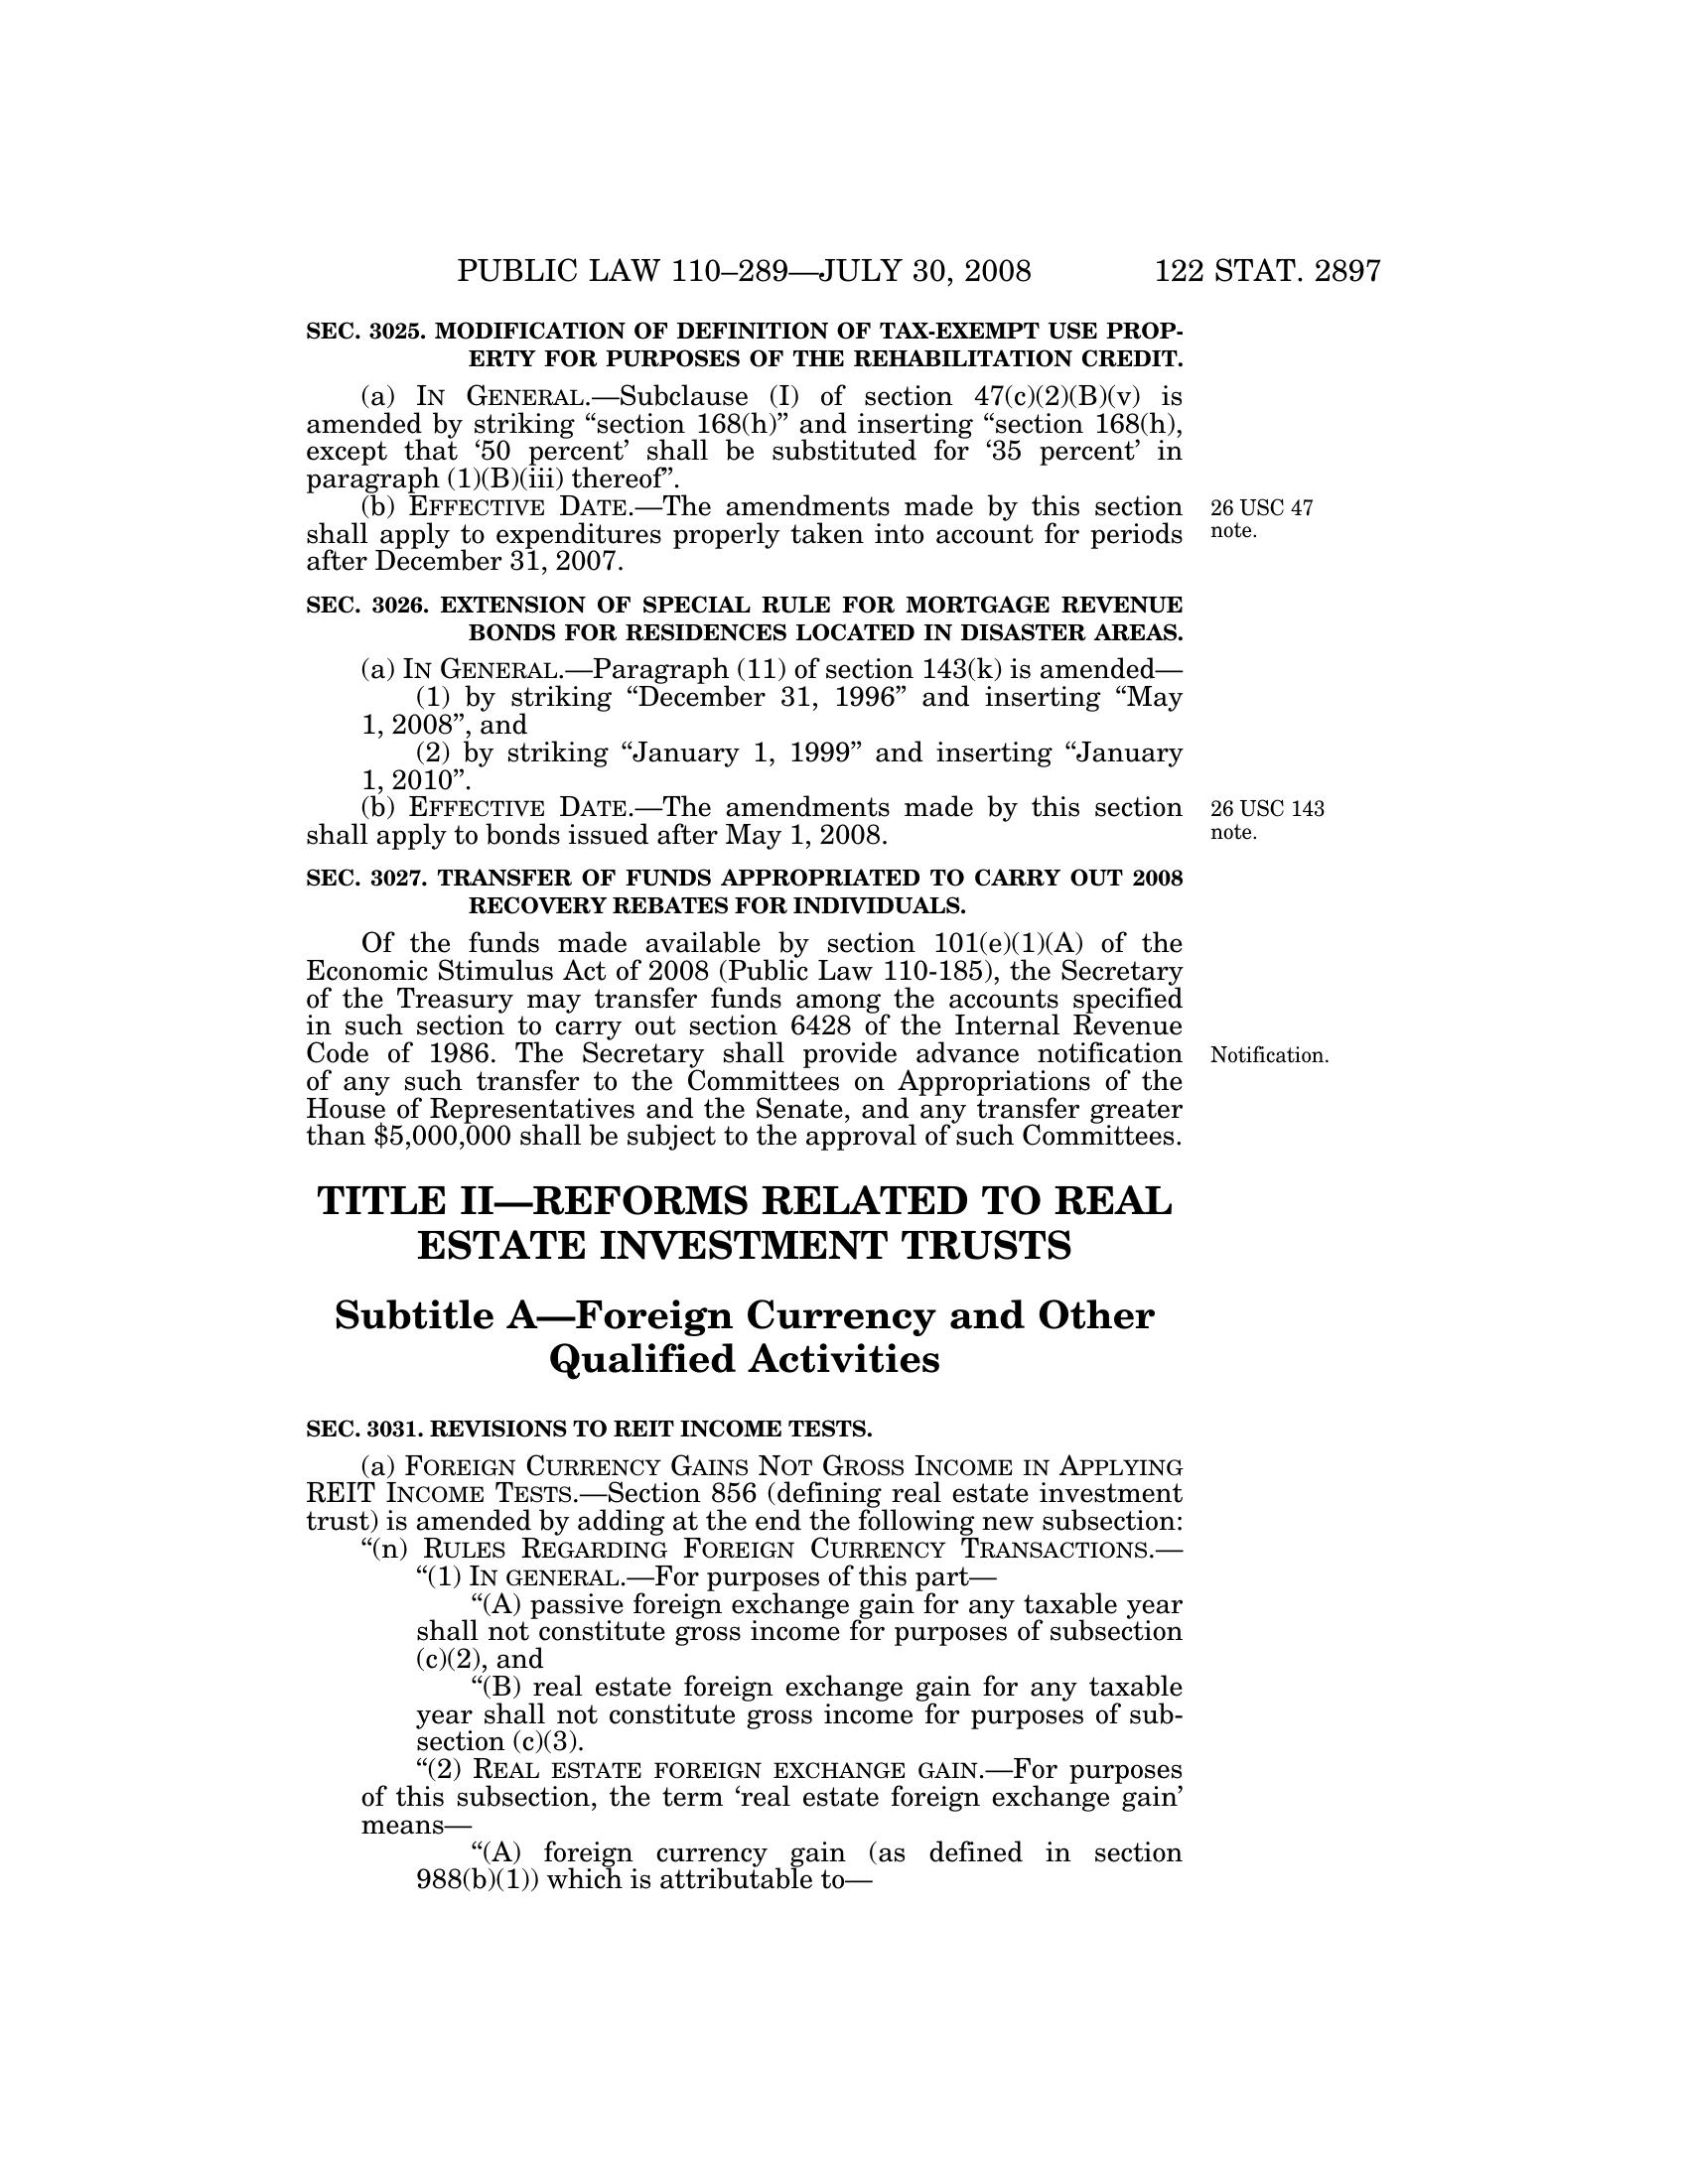 PUBLIC LAW 110–289—JULY 30, 2008 122 STAT. 2897
SEC. 3025. MODIFICATION OF DEFINITION OF TAX-EXEMPT USE PROP-
ERTY FOR PURPOSES OF THE REHABILITATION CREDIT.
(a) IN GENERAL.—Subclause (I) of section 47(c)(2)(B)(v) is
amended by striking “section 168(h)” and inserting “section 168(h),
except that ‘50 percent’ shall be substituted for ‘35 percent’ in
paragraph (1)(B)(iii) thereof”.
(b) EFFECTIVE DATE.—The amendments made by this section
shall apply to expenditures properly taken into account for periods
after December 31, 2007.
26 USC 47
note.
SEC. 3026. EXTENSION OF SPECIAL RULE FOR MORTGAGE REVENUE
BONDS FOR RESIDENCES LOCATED IN DISASTER AREAS.
(a) IN GENERAL.—Paragraph (11) of section 143(k) is amended—
(1) by striking “December 31, 1996” and inserting “May
1, 2008”, and
(2) by striking “January 1, 1999” and inserting “January
1, 2010”.
(b) EFFECTIVE DATE.—The amendments made by this section
shall apply to bonds issued after May 1, 2008.
26 USC 143
note.
SEC. 3027. TRANSFER OF FUNDS APPROPRIATED TO CARRY OUT 2008
RECOVERY REBATES FOR INDIVIDUALS.
Of the funds made available by section 101(e)(1)(A) of the
Economic Stimulus Act of 2008 (Public Law 110-185), the Secretary
of the Treasury may transfer funds among the accounts specified
in such section to carry out section 6428 of the Internal Revenue
Code of 1986. The Secretary shall provide advance notification
of any such transfer to the Committees on Appropriations of the
House of Representatives and the Senate, and any transfer greater
than $5,000,000 shall be subject to the approval of such Committees.
Notification.
TITLE II—REFORMS RELATED TO REAL
ESTATE INVESTMENT TRUSTS
Subtitle A—Foreign Currency and Other
Qualified Activities
SEC. 3031. REVISIONS TO REIT INCOME TESTS.
(a) FOREIGN CURRENCY GAINS NOT GROSS INCOME IN APPLYING
REIT INCOME TESTS.—Section 856 (defining real estate investment
trust) is amended by adding at the end the following new subsection:
“(n) RULES REGARDING FOREIGN CURRENCY TRANSACTIONS.—
“(1) IN GENERAL.—For purposes of this part—
“(A) passive foreign exchange gain for any taxable year
shall not constitute gross income for purposes of subsection
(c)(2), and
“(B) real estate foreign exchange gain for any taxable
year shall not constitute gross income for purposes of sub-
section (c)(3).
“(2) REAL ESTATE FOREIGN EXCHANGE GAIN.—For purposes
of this subsection, the term ‘real estate foreign exchange gain’
means—
“(A) foreign currency gain (as defined in section
988(b)(1)) which is attributable to—